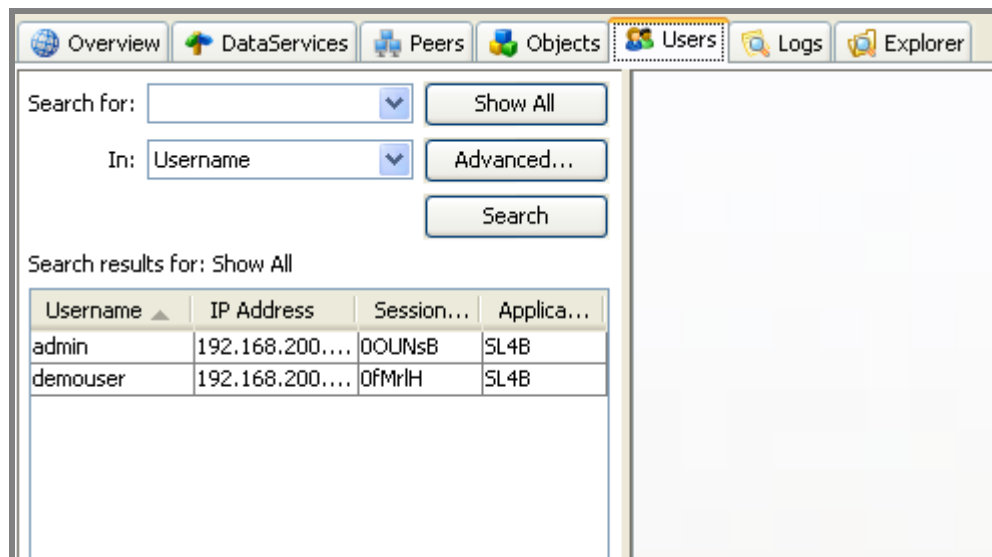 Overview DataServices Peers Objects Users Logs Explorer
Search for: Show All
In: Username Advanced...
Search
Search results for: Show All
Username IP Address Session... Applica...
admin 192.168.200.... 0OUNsB SL4B
demouser 192.168.200.... 0fMrlH SL4B